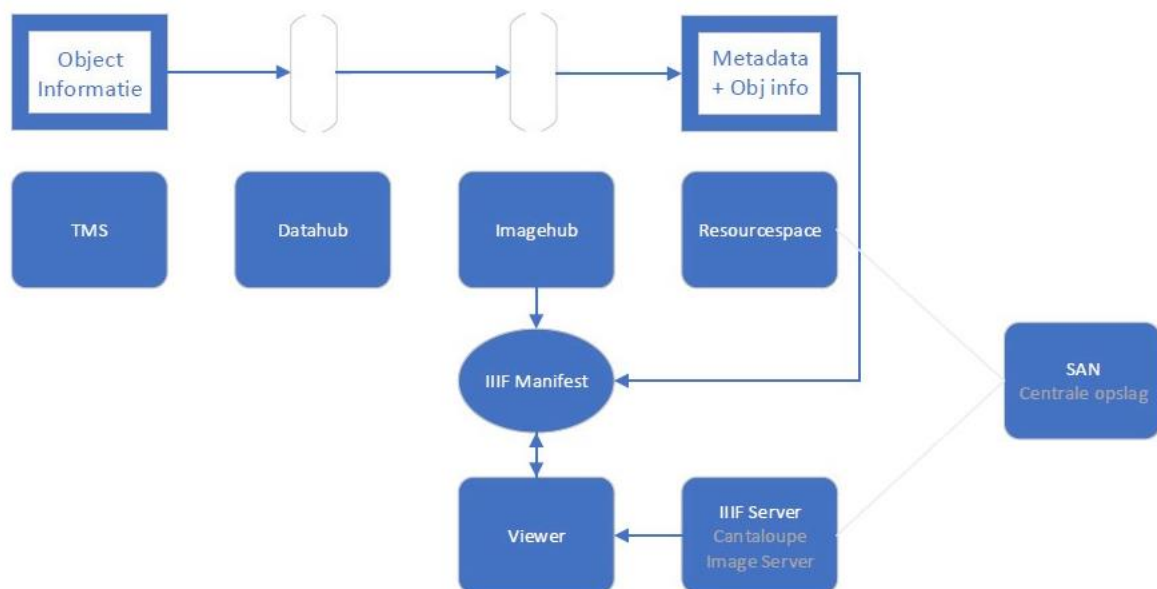 Object
Informatie
Metadata
+ Obj info
TMS
Datahub
Imagehub
Resourcespace
IIIF Manifest
SAN
Centrale opslag
Viewer
IIIF Server
Cantaloupe
Image Server